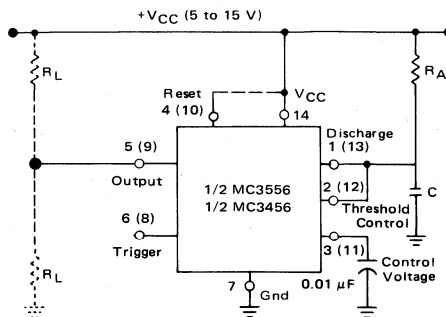 +VCC (5 to 15 V)
RL
RA
Reset
4 (10)
VCC
14
Discharge
1 (13)
5 (9)
Output
1/2 MC3556
1/2 MC3456
2 (12)
Threshold
Control
C
6 (8)
Trigger
3 (11)
Control
Voltage
RL
7
Gnd
0.01 μF